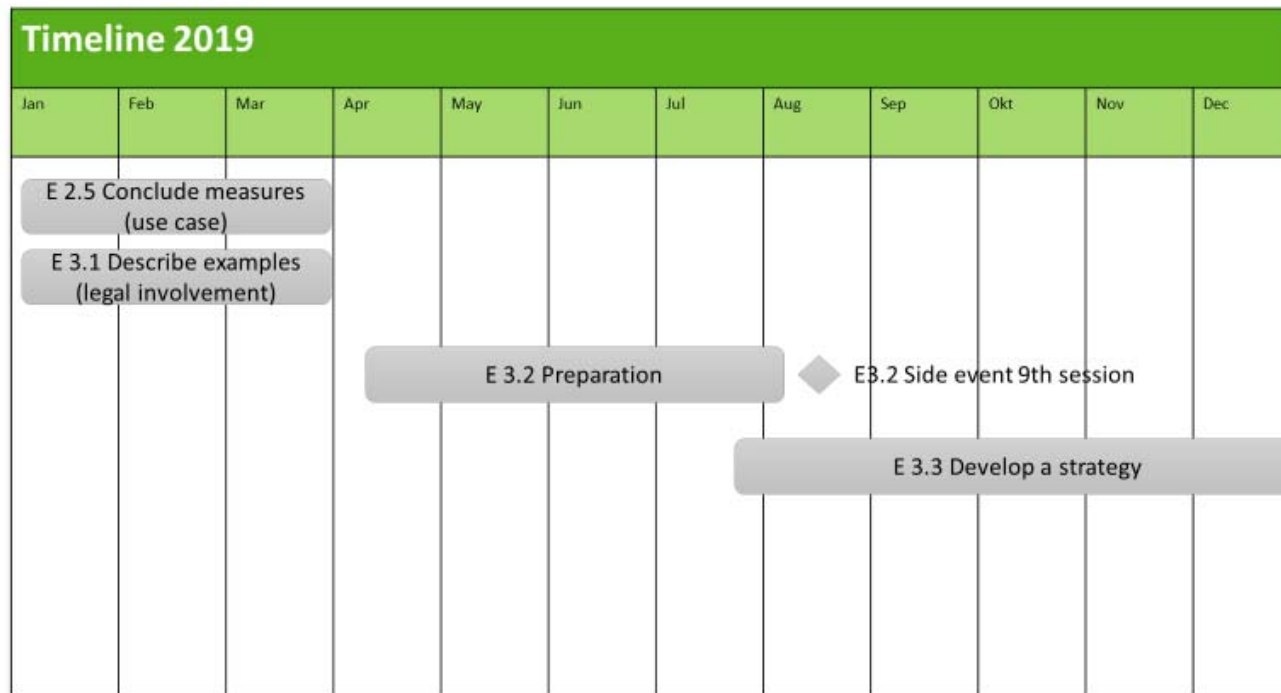 Timeline 2019
Jan Feb Mar Apr May Jun Jul Aug Sep Okt Nov Dec
E 2.5 Conclude measures
(use case)
E 3.1 Describe examples
(legal involvement)
E 3.2 Preparation
E3.2 Side event 9th session
E 3.3 Develop a strategy